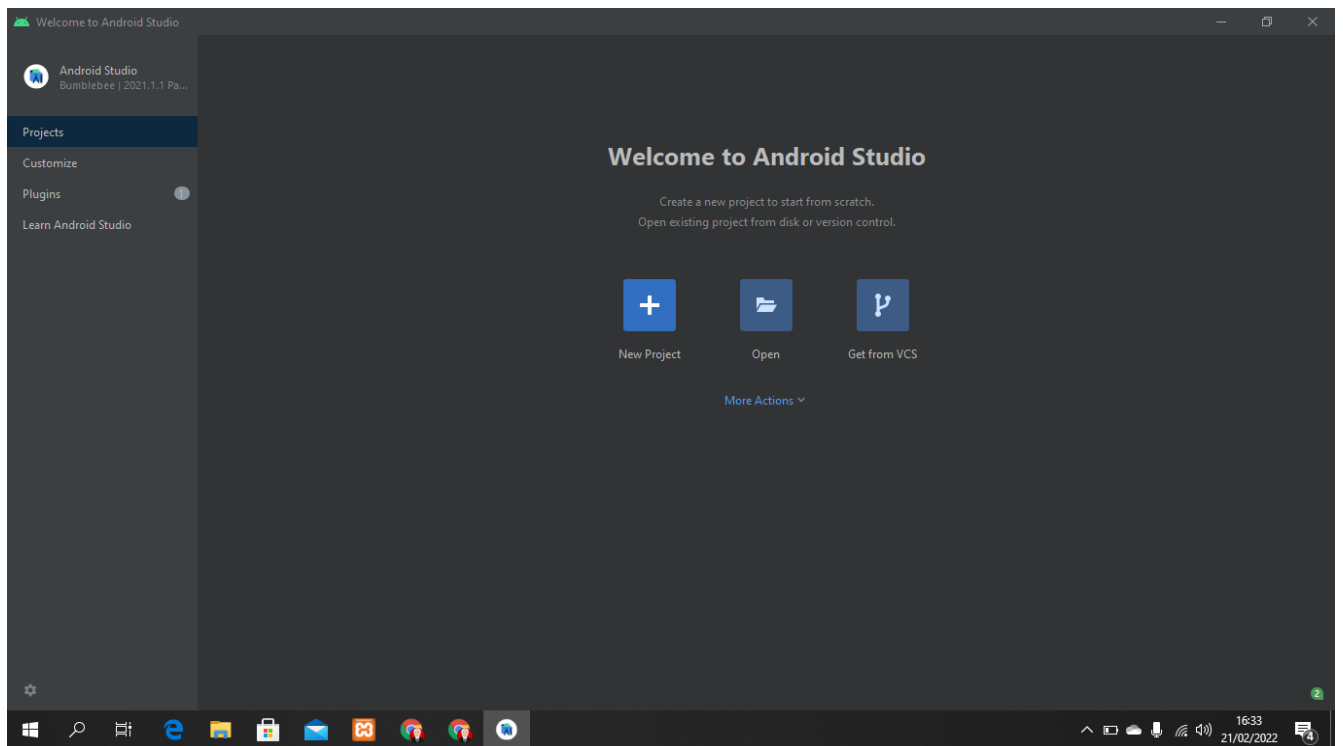 Welcome to Android Studio
Android Studio
Bumblebee | 2021.1.1 Pa...
Projects
Customize
Plugins 1
Learn Android Studio
Welcome to Android Studio
Create a new project to start from scratch.
Open existing project from disk or version control.
New Project Open Get from VCS
More Actions
2
16:33
21/02/2022
4